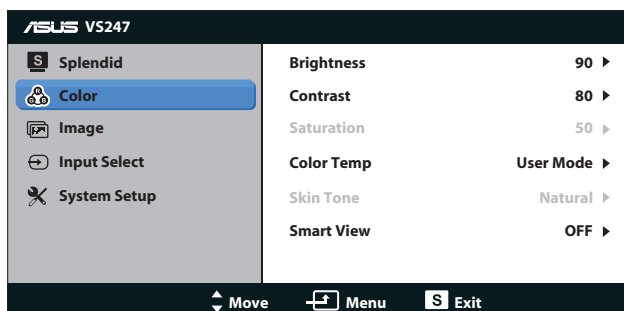 ASUS VS247
S Splendid
Color
Image
Input Select
System Setup
Brightness 90
Contrast 80
Saturation 50
Color Temp User Mode
Skin Tone Natural
Smart View OFF
Move Menu S Exit